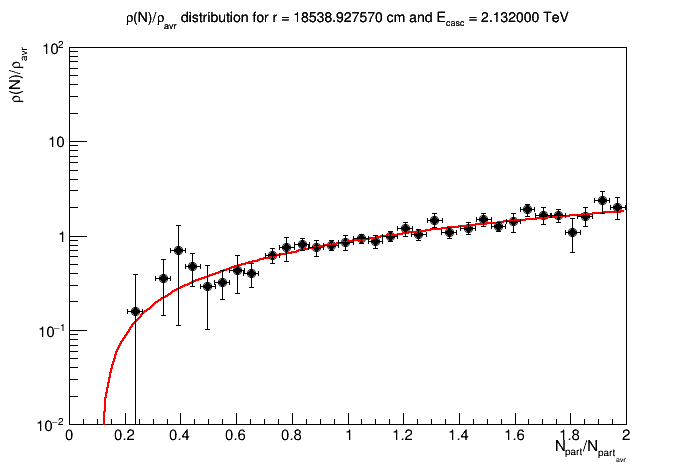 ρ(N)/ρ_avr distribution for r = 18538.927570 cm and E_casc = 2.132000 TeV
ρ(N)/ρ_avr
10²
10
1
10⁻¹
10⁻²
0 0.2 0.4 0.6 0.8 1 1.2 1.4 1.6 1.8 2
N_part/N_part_avr